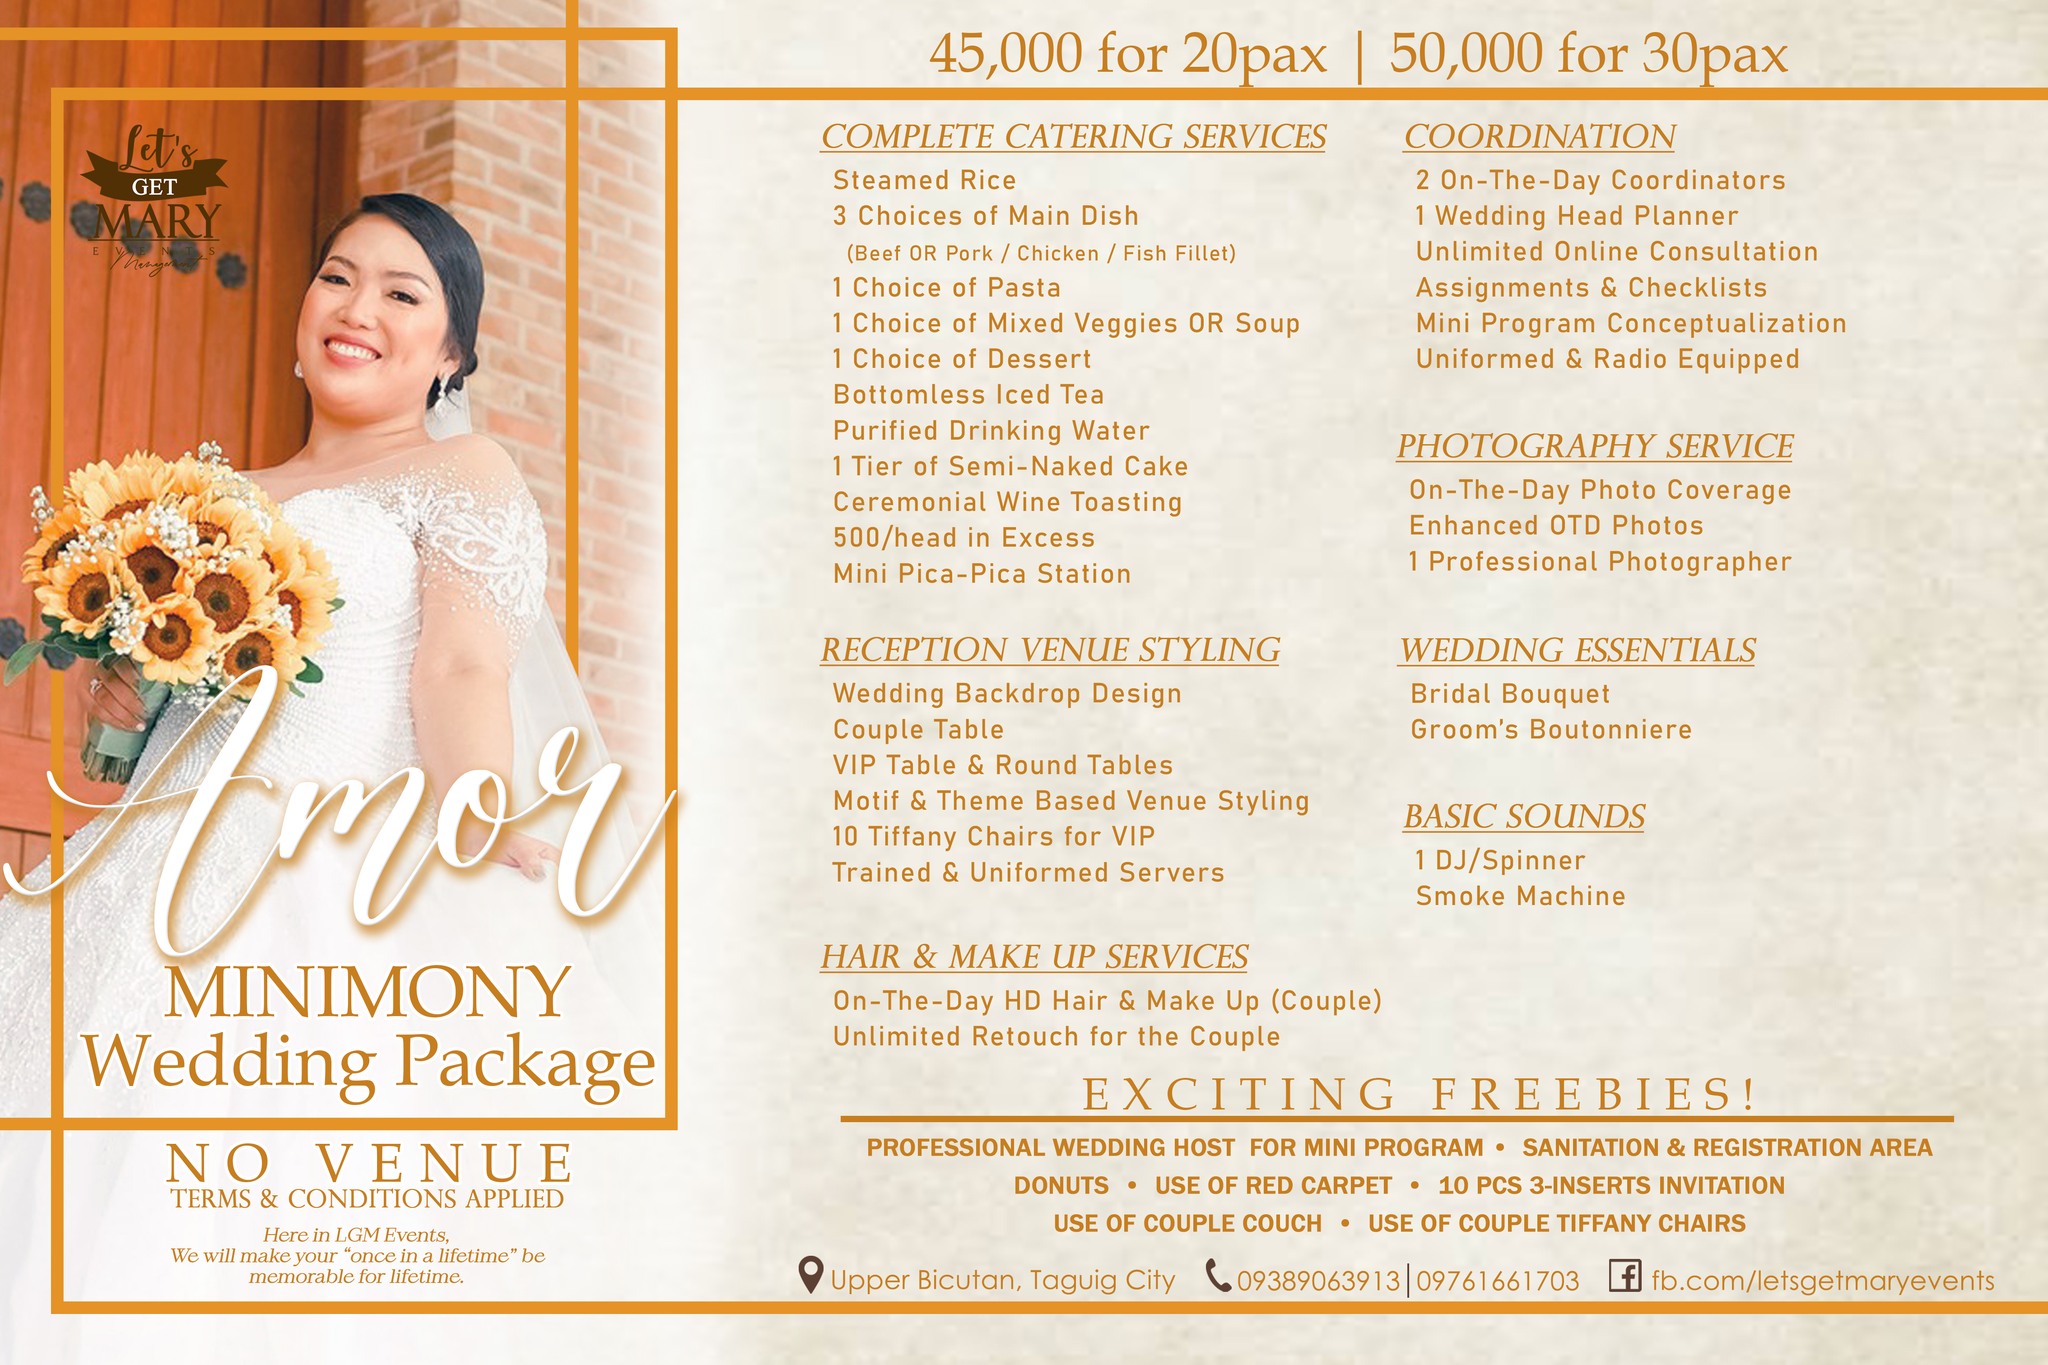 45,000 for 20pax | 50,000 for 30pax
Let's
GET
MARY
EVENTS
Management
COMPLETE CATERING SERVICES
Steamed Rice
3 Choices of Main Dish
(Beef OR Pork / Chicken / Fish Fillet)
1 Choice of Pasta
1 Choice of Mixed Veggies OR Soup
1 Choice of Dessert
Bottomless Iced Tea
Purified Drinking Water
1 Tier of Semi-Naked Cake
Ceremonial Wine Toasting
500/head in Excess
Mini Pica-Pica Station
RECEPTION VENUE STYLING
Wedding Backdrop Design
Couple Table
VIP Table & Round Tables
Motif & Theme Based Venue Styling
10 Tiffany Chairs for VIP
Trained & Uniformed Servers
HAIR & MAKE UP SERVICES
On-The-Day HD Hair & Make Up (Couple)
Unlimited Retouch for the Couple
COORDINATION
2 On-The-Day Coordinators
1 Wedding Head Planner
Unlimited Online Consultation
Assignments & Checklists
Mini Program Conceptualization
Uniformed & Radio Equipped
PHOTOGRAPHY SERVICE
On-The-Day Photo Coverage
Enhanced OTD Photos
1 Professional Photographer
WEDDING ESSENTIALS
Bridal Bouquet
Groom's Boutonniere
BASIC SOUNDS
1 DJ/Spinner
Smoke Machine
Amor
MINIMONY
Wedding Package
NO VENUE
TERMS & CONDITIONS APPLIED
Here in LGM Events,
We will make your "once in a lifetime" be
memorable for lifetime.
EXCITING FREEBIES!
PROFESSIONAL WEDDING HOST FOR MINI PROGRAM • SANITATION & REGISTRATION AREA
DONUTS • USE OF RED CARPET • 10 PCS 3-INSERTS INVITATION
USE OF COUPLE COUCH • USE OF COUPLE TIFFANY CHAIRS
Upper Bicutan, Taguig City 09389063913|09761661703 fb.com/letsgetmaryevents